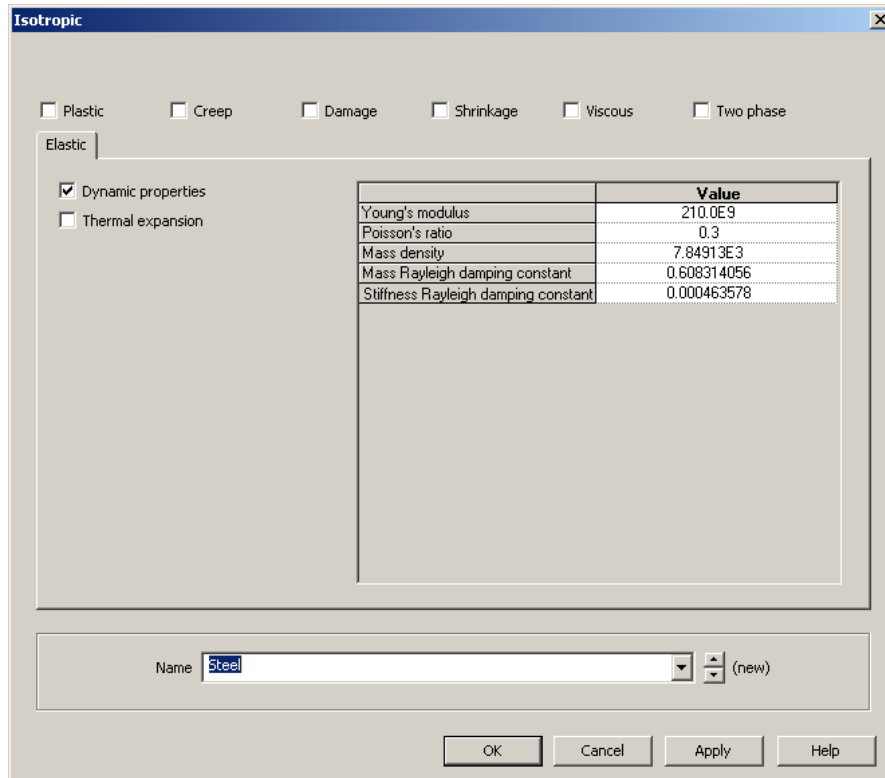 Isotropic
Plastic Creep Damage Shrinkage Viscous Two phase
Elastic
Dynamic properties
Thermal expansion
Value
Young's modulus 210.0E9
Poisson's ratio 0.3
Mass density 7.84913E3
Mass Rayleigh damping constant 0.608314056
Stiffness Rayleigh damping constant 0.000463578
Name Steel (new)
OK Cancel Apply Help